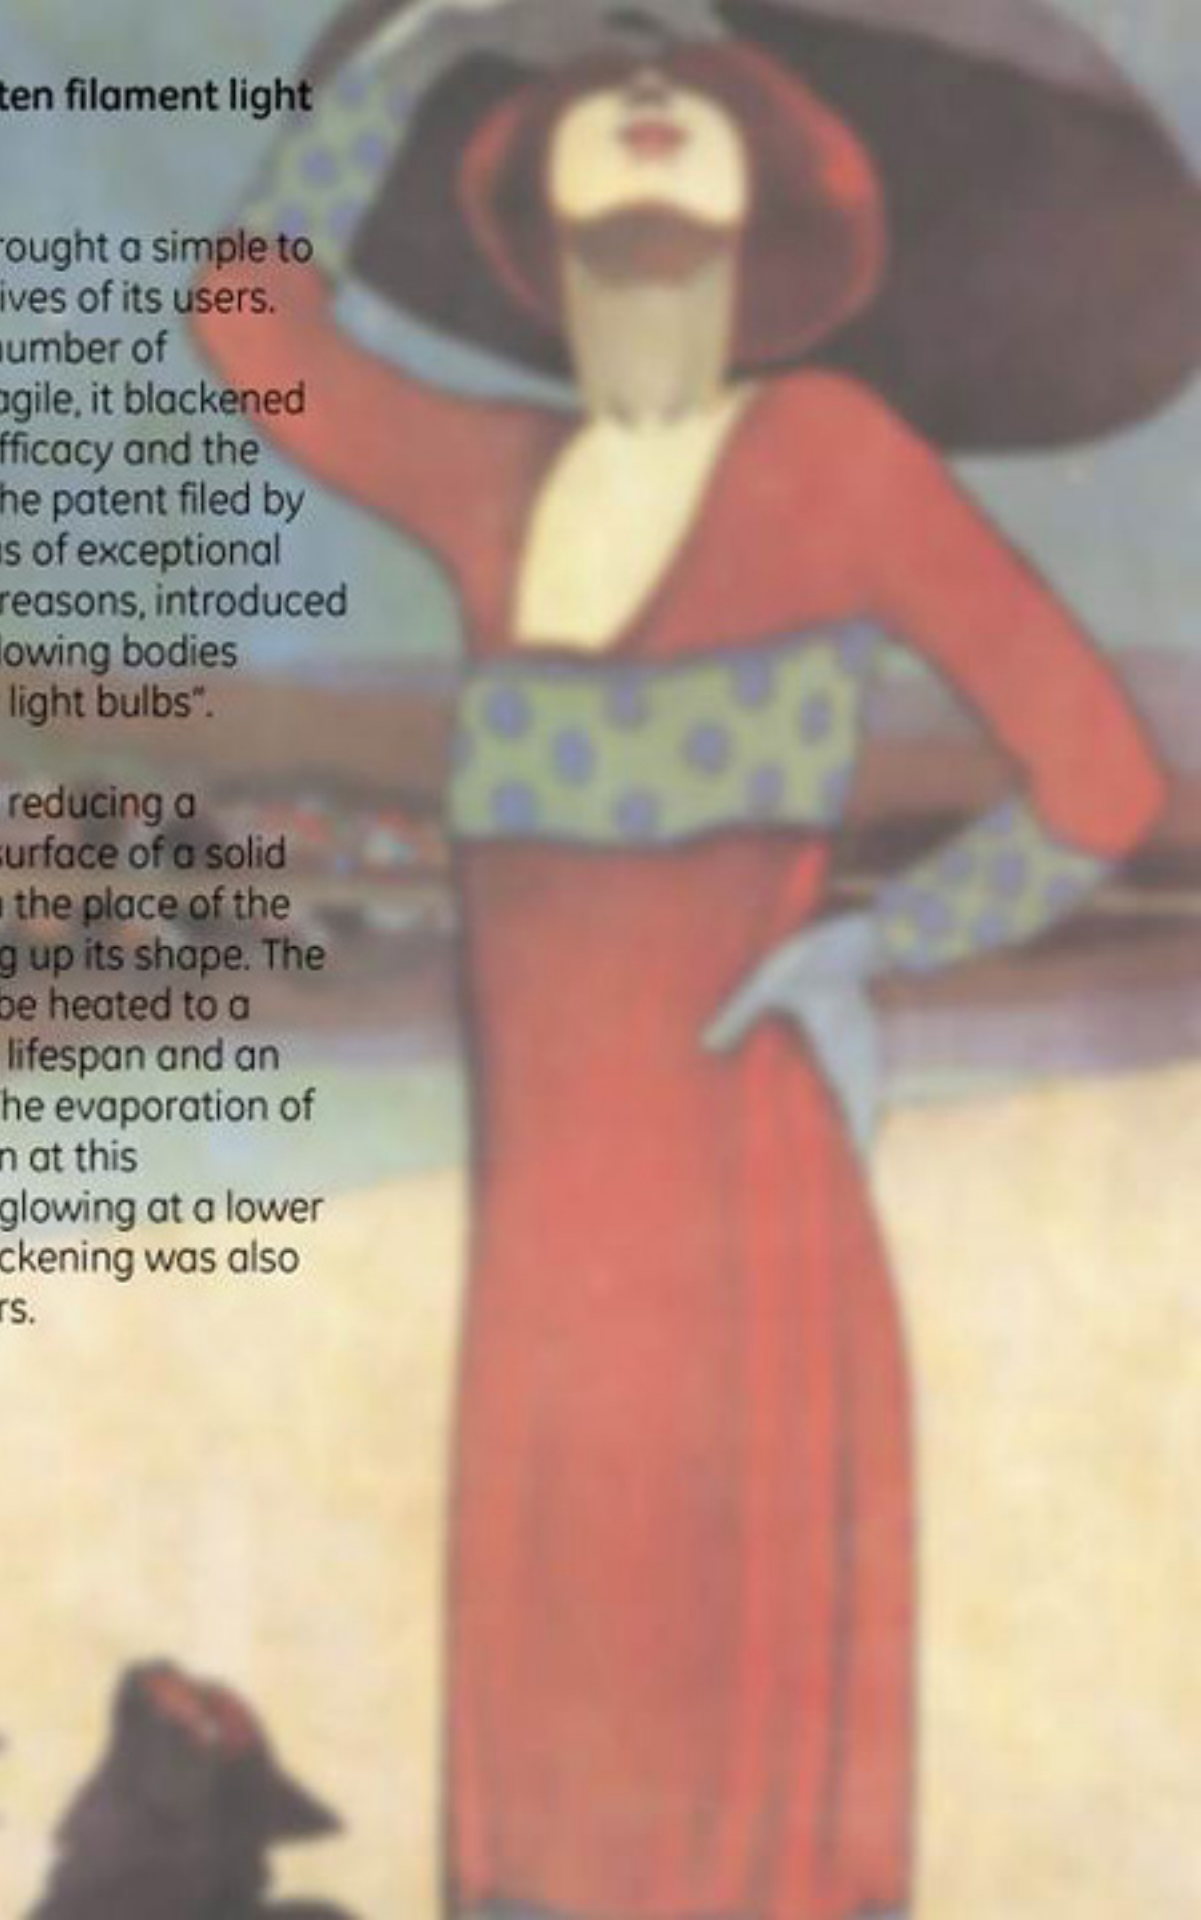 ten filament light
rought a simple to
ives of its users.
number of
agile, it blackened
fficacy and the
he patent filed by
s of exceptional
reasons, introduced
lowing bodies
light bulbs“.
reducing a
surface of a solid
the place of the
g up its shape. The
be heated to a
lifespan and an
he evaporation of
n at this
glowing at a lower
ckening was also
rs.